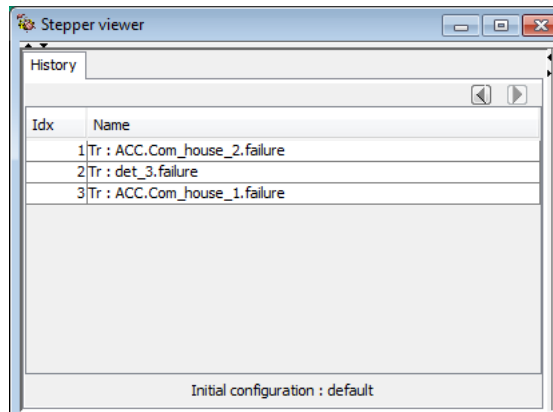 Stepper viewer
History
Idx Name
1 Tr : ACC.Com_house_2.failure
2 Tr : det_3.failure
3 Tr : ACC.Com_house_1.failure
Initial configuration : default